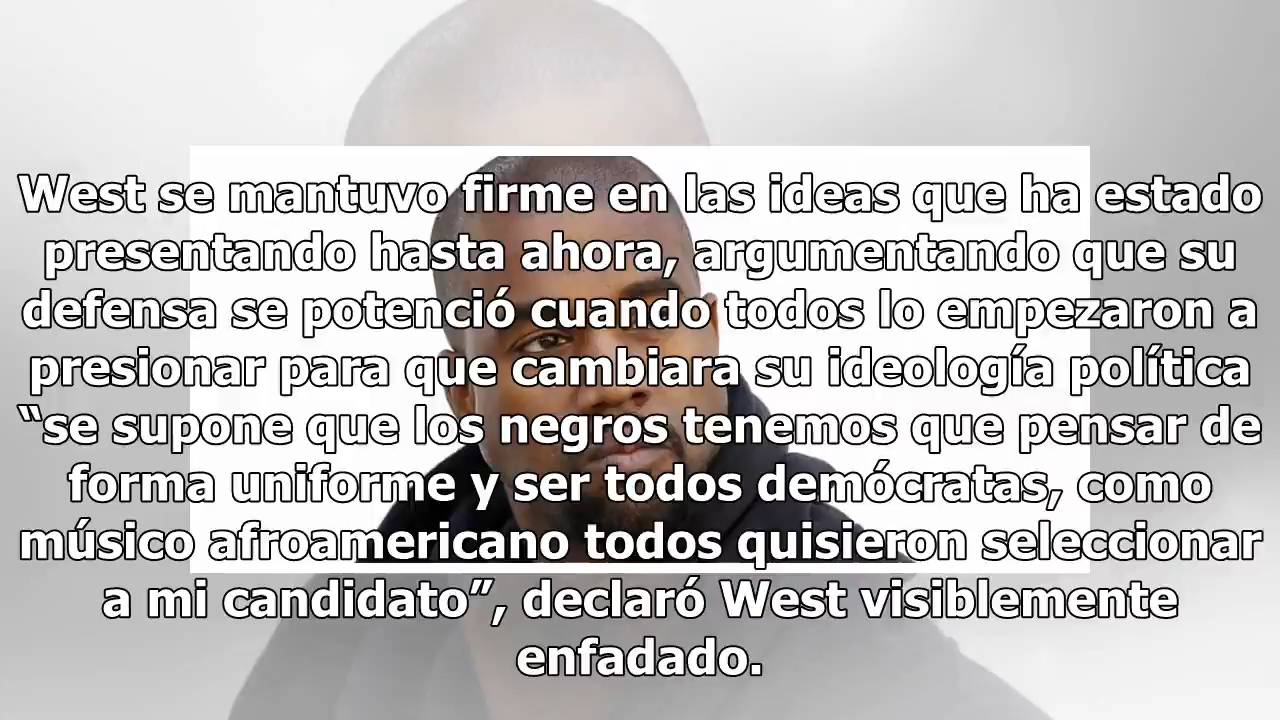 West se mantuvo firme en las ideas que ha estado
presentando hasta ahora, argumentando que su
defensa se potenció cuando todos lo empezaron a
presionar para que cambiara su ideología política
“se supone que los negros tenemos que pensar de
forma uniforme y ser todos demócratas, como
músico afroamericano todos quisieron seleccionar
a mi candidato”, declaró West visiblemente
enfadado.